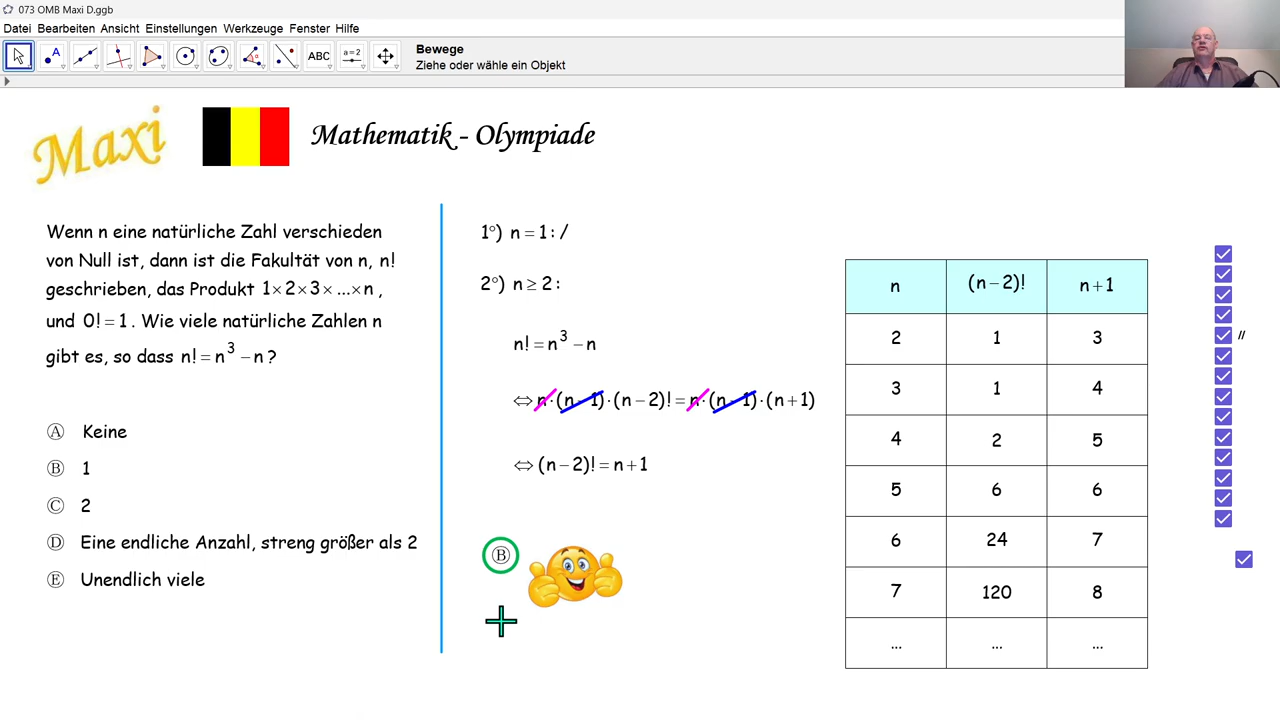 073 OMB Maxi D.ggb
Datei Bearbeiten Ansicht Einstellungen Werkzeuge Fenster Hilfe
A
ABC
a=2
Bewege
Ziehe oder wähle ein Objekt
Maxi
Mathematik - Olympiade
Wenn n eine natürliche Zahl verschieden
von Null ist, dann ist die Fakultät von n, n!
geschrieben, das Produkt 1×2×3×...×n ,
und 0! = 1 . Wie viele natürliche Zahlen n
gibt es, so dass n! = n³ − n ?
Ⓐ Keine
Ⓑ 1
Ⓒ 2
Ⓓ Eine endliche Anzahl, streng größer als 2
Ⓔ Unendlich viele
1°) n = 1 : /
2°) n ≥ 2 :
n! = n³ − n
⇔ n·(n−1)·(n−2)! = n·(n−1)·(n+1)
⇔ (n−2)! = n+1
Ⓑ
n (n−2)! n+1
2 1 3
3 1 4
4 2 5
5 6 6
6 24 7
7 120 8
... ... ...
//